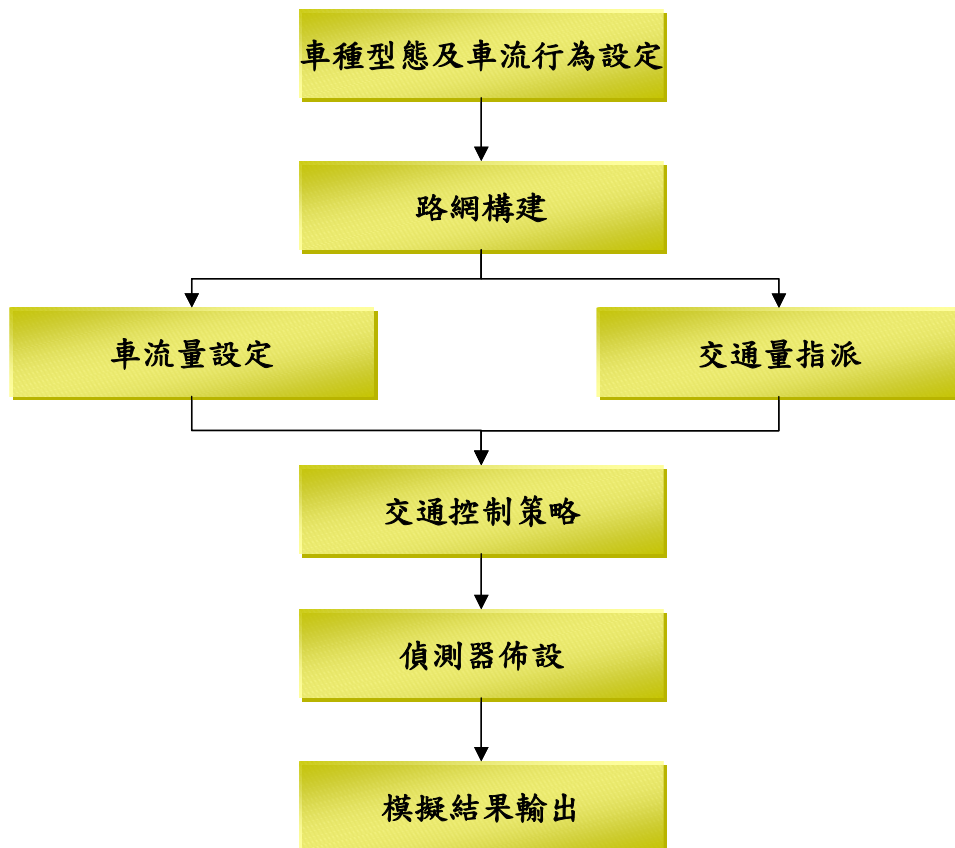 車種型態及車流行為設定
路網構建
車流量設定
交通量指派
交通控制策略
偵測器佈設
模擬結果輸出